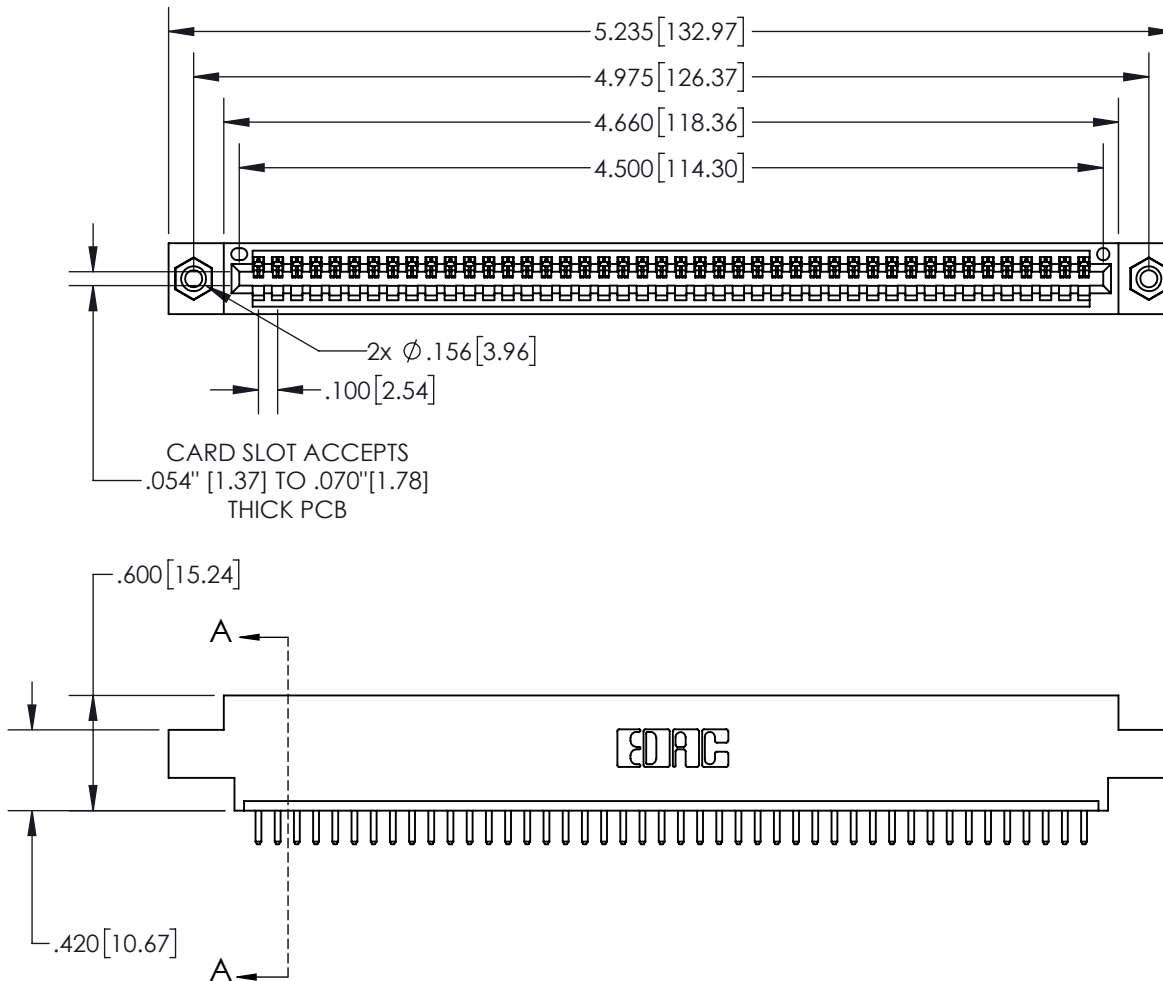 5.235[132.97]
4.975[126.37]
4.660[118.36]
4.500[114.30]
2x Ø.156[3.96]
.100[2.54]
CARD SLOT ACCEPTS
.054" [1.37] TO .070"[1.78]
THICK PCB
.600[15.24]
A
EDAC
.420[10.67]
A